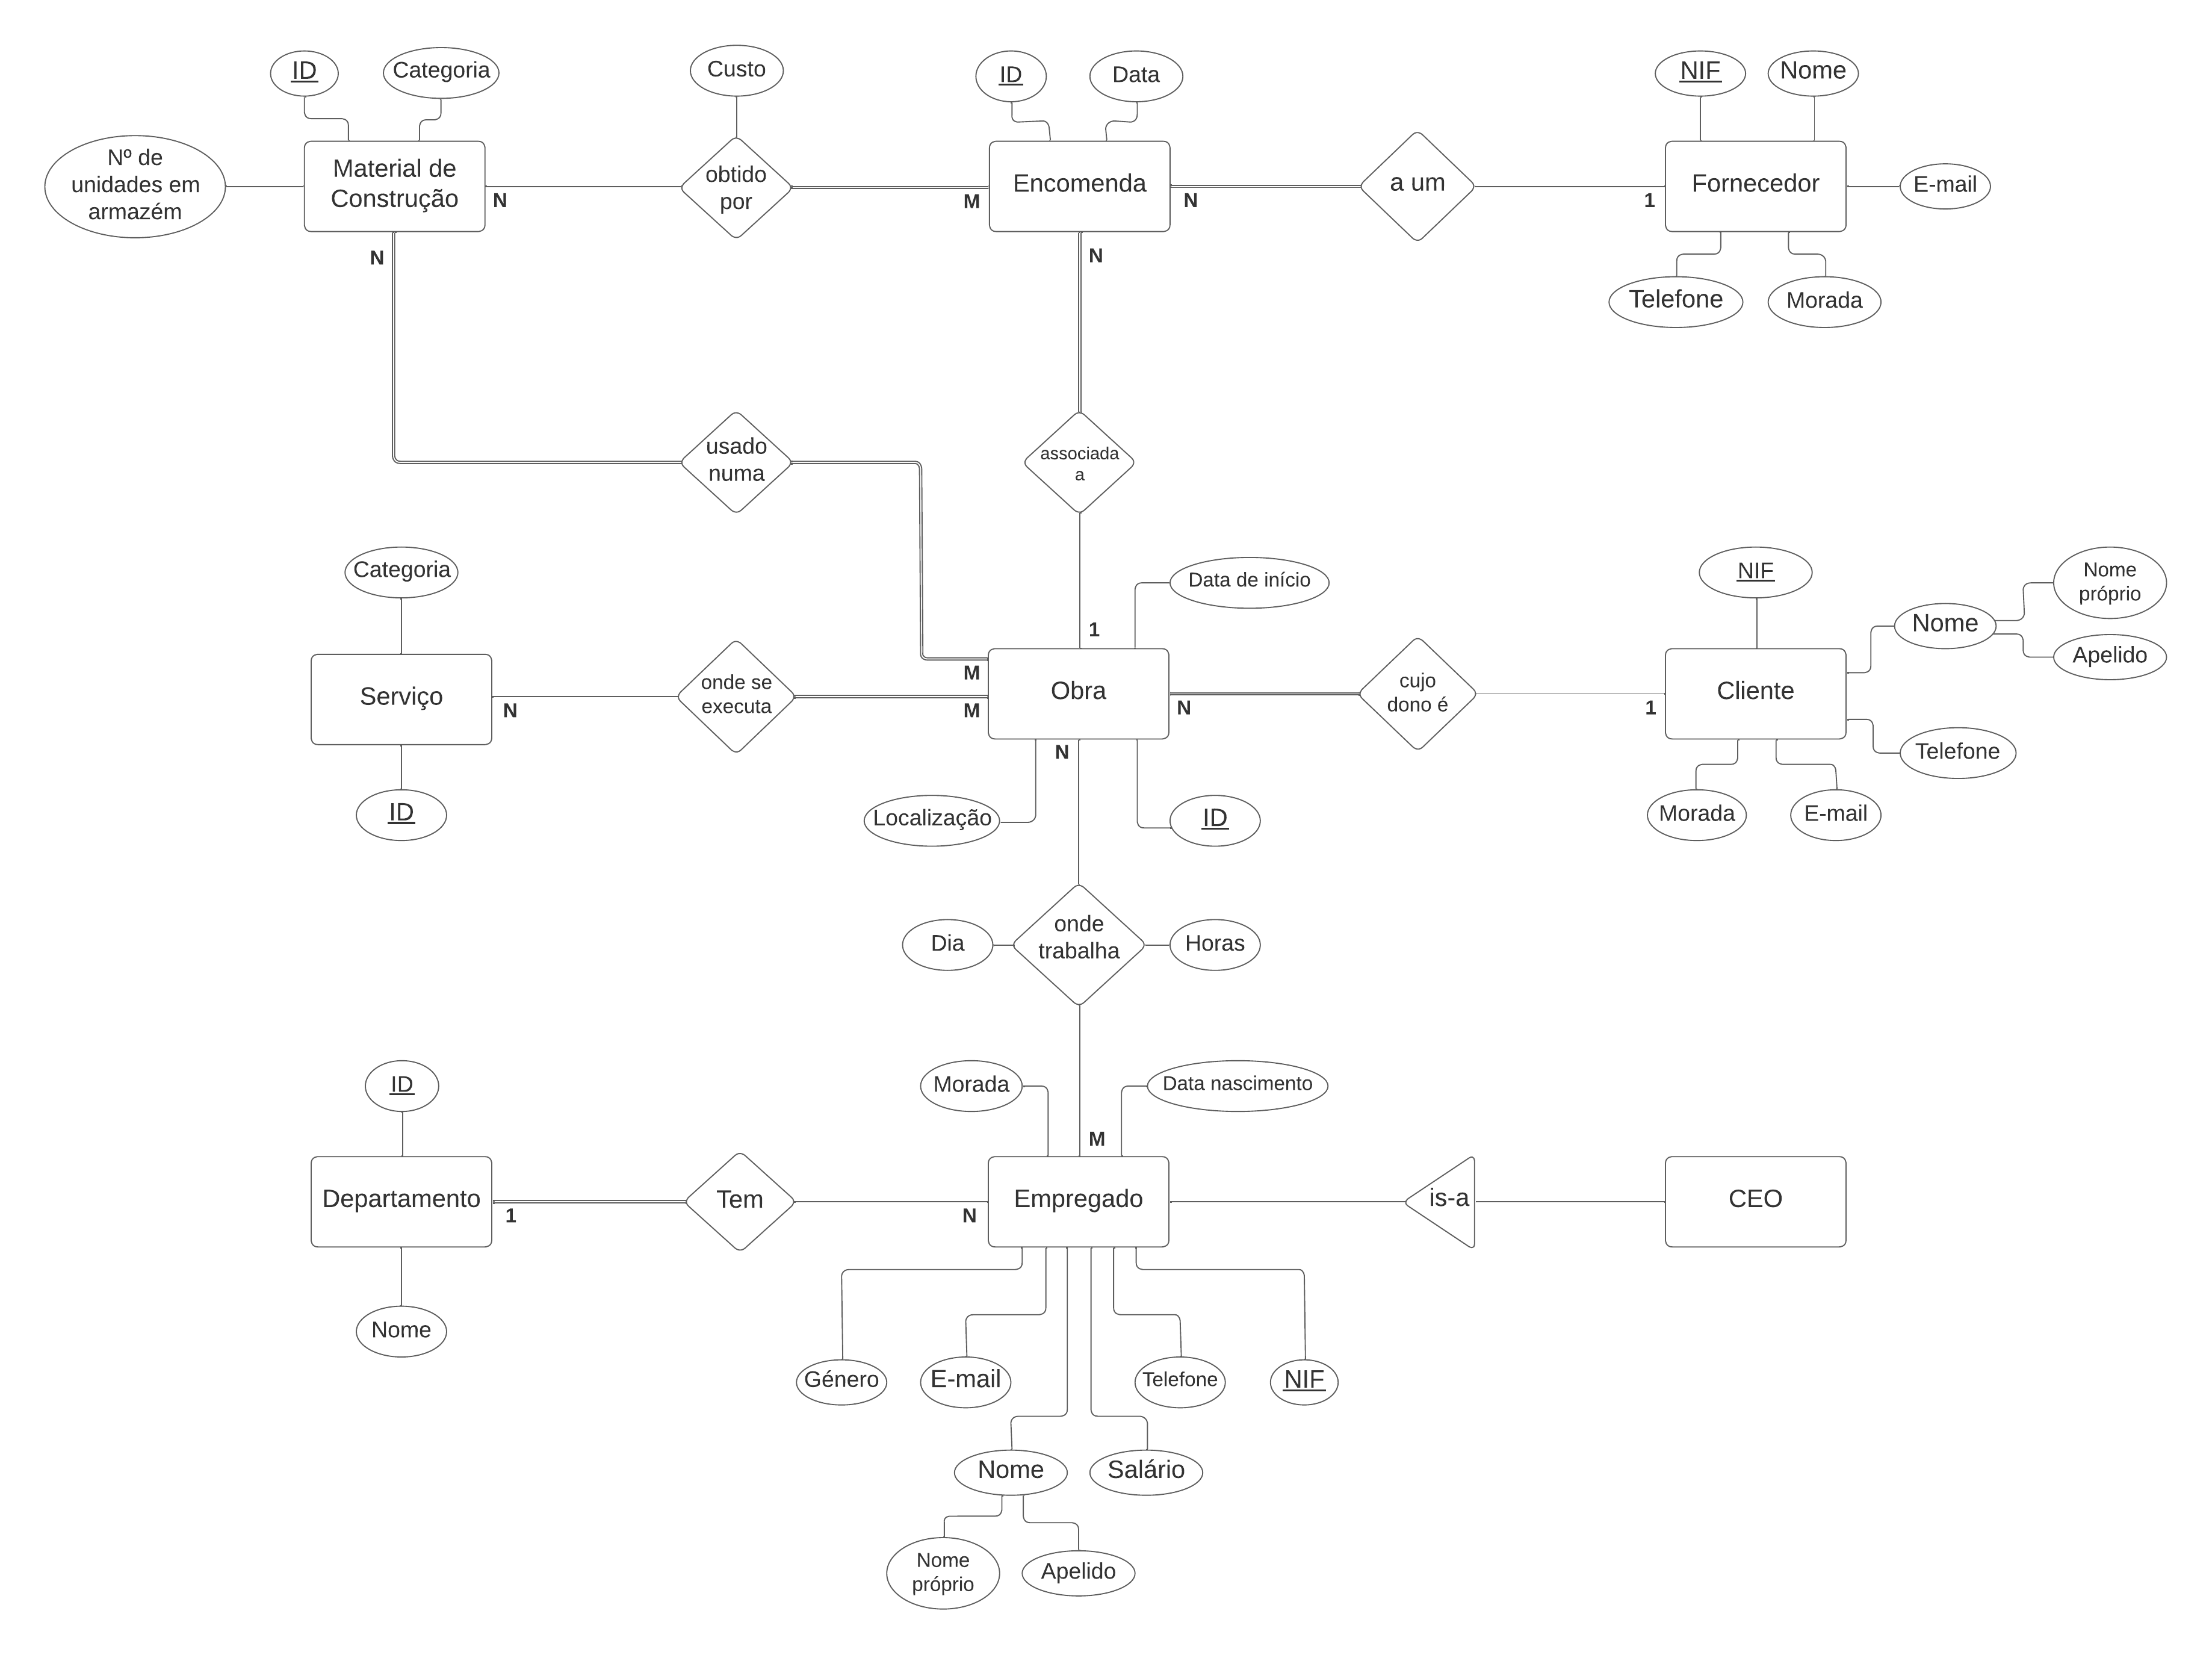 ID
Categoria
Custo
ID
Data
NIF
Nome
Nº de
unidades em
armazém
Material de
Construção
N
obtido
por
M
Encomenda
N
a um
1
Fornecedor
E-mail
N
N
Telefone
Morada
usado
numa
associada
a
Categoria
Data de início
NIF
Nome
próprio
Nome
Apelido
1
M
Serviço
N
onde se
executa
M
Obra
N
cujo
dono é
1
Cliente
N
Telefone
ID
Localização
ID
Morada
E-mail
Dia
onde
trabalha
Horas
ID
Morada
Data nascimento
M
Departamento
1
Tem
N
Empregado
is-a
CEO
Nome
Género
E-mail
Telefone
NIF
Nome
Salário
Nome
próprio
Apelido